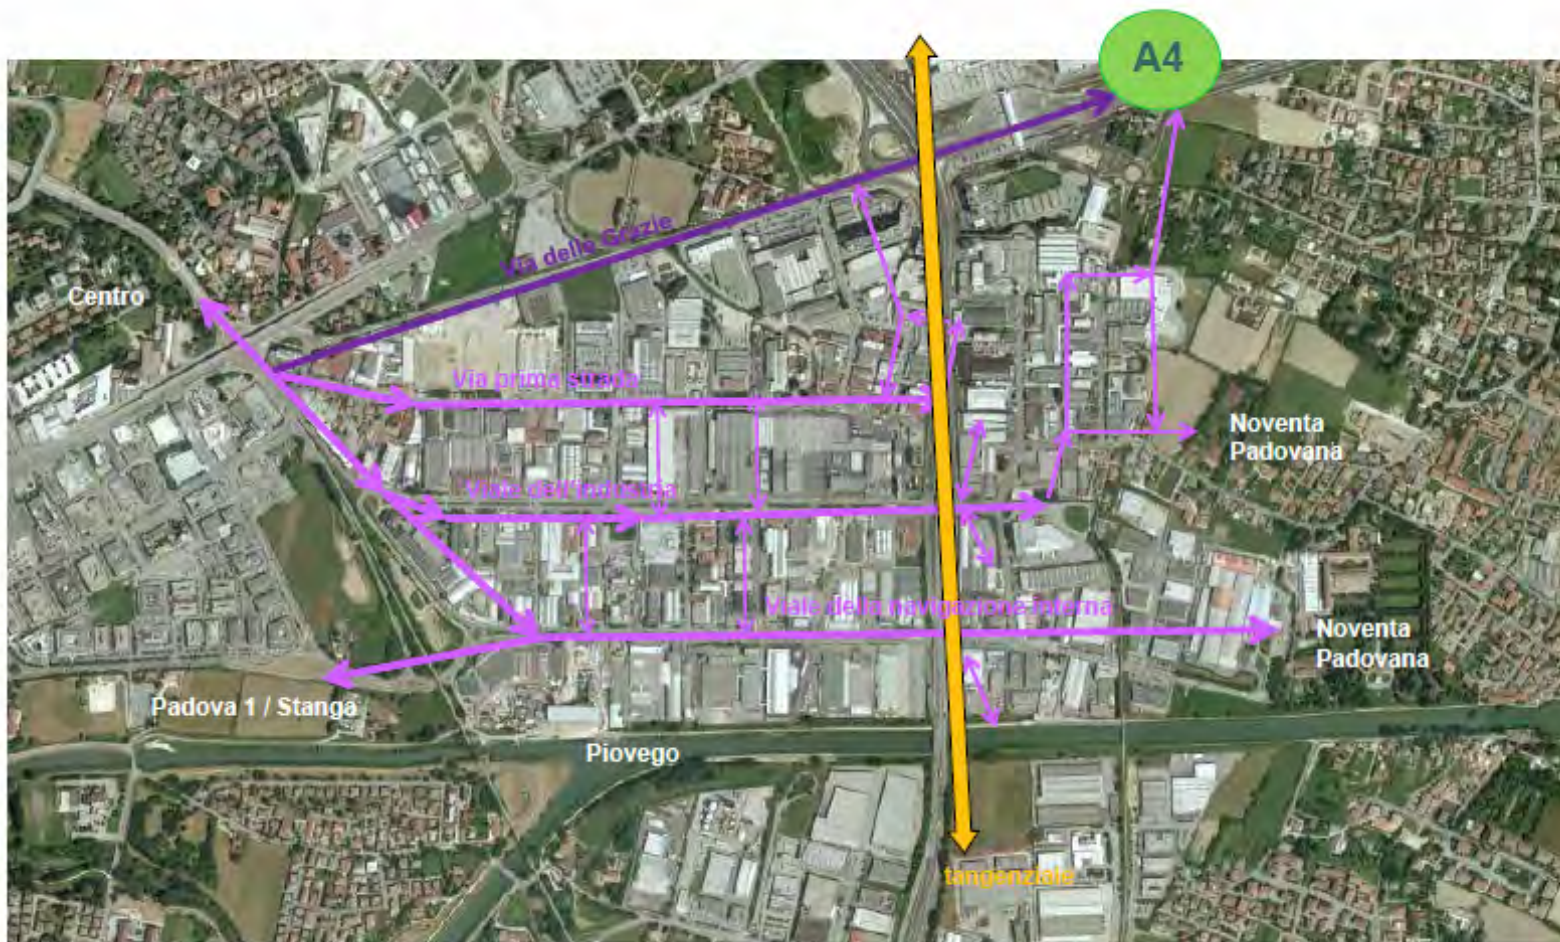 A4
Via delle Grazie
Centro
Via prima strada
Noventa
Padovana
Viale dell'industria
Viale della navigazione interna
Noventa
Padovana
Padova 1 / Stanga
Piovego
tangenziale